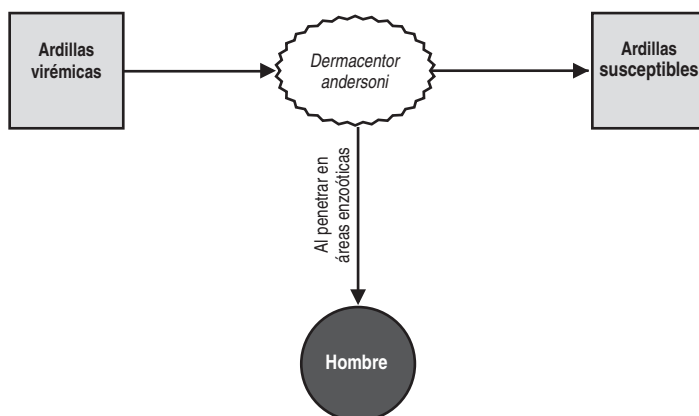 Ardillas
virémicas
Dermacentor
andersoni
Ardillas
susceptibles
Al penetrar en
áreas enzoóticas
Hombre